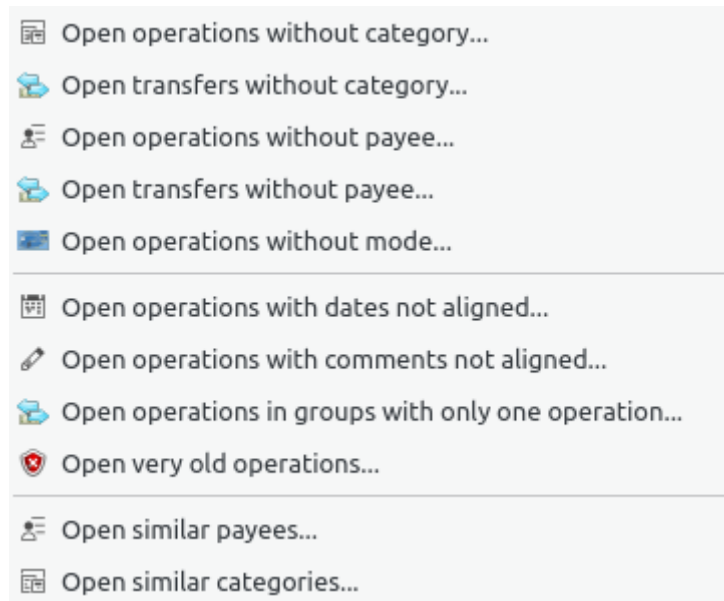 Open operations without category...
Open transfers without category...
Open operations without payee...
Open transfers without payee...
Open operations without mode...
Open operations with dates not aligned...
Open operations with comments not aligned...
Open operations in groups with only one operation...
Open very old operations...
Open similar payees...
Open similar categories...